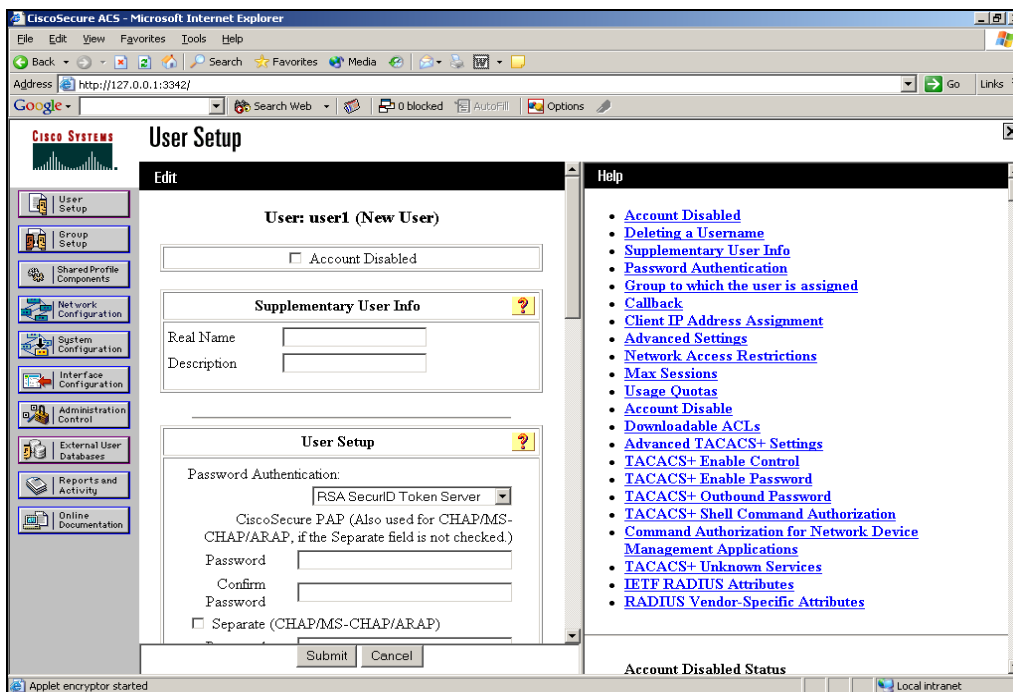 CiscoSecure ACS - Microsoft Internet Explorer
File Edit View Favorites Tools Help
Back Search Favorites Media
Address http://127.0.0.1:3342/ Go Links
Google Search Web 0 blocked AutoFill Options
CISCO SYSTEMS
User Setup
User Setup
Group Setup
Shared Profile Components
Network Configuration
System Configuration
Interface Configuration
Administration Control
External User Databases
Reports and Activity
Online Documentation
Edit
User: user1 (New User)
Account Disabled
Supplementary User Info
Real Name
Description
User Setup
Password Authentication:
RSA SecurID Token Server
CiscoSecure PAP (Also used for CHAP/MS-
CHAP/ARAP, if the Separate field is not checked.)
Password
Confirm
Password
Separate (CHAP/MS-CHAP/ARAP)
Submit Cancel
Help
Account Disabled
Deleting a Username
Supplementary User Info
Password Authentication
Group to which the user is assigned
Callback
Client IP Address Assignment
Advanced Settings
Network Access Restrictions
Max Sessions
Usage Quotas
Account Disable
Downloadable ACLs
Advanced TACACS+ Settings
TACACS+ Enable Control
TACACS+ Enable Password
TACACS+ Outbound Password
TACACS+ Shell Command Authorization
Command Authorization for Network Device
Management Applications
TACACS+ Unknown Services
IETF RADIUS Attributes
RADIUS Vendor-Specific Attributes
Account Disabled Status
Applet encryptor started
Local intranet